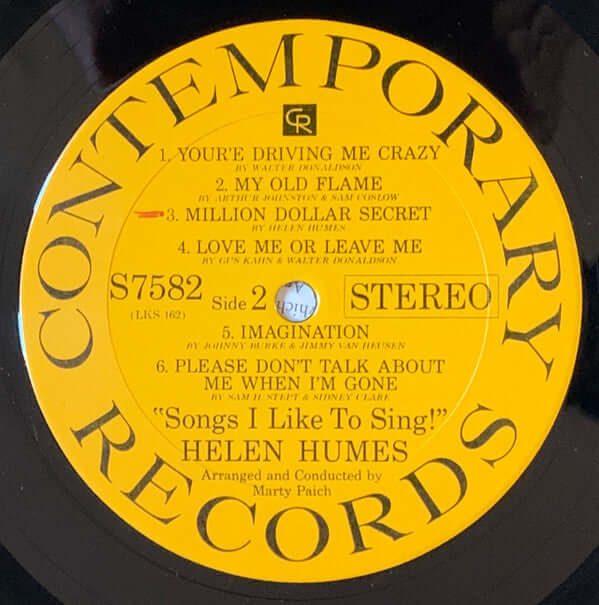 CONTEMPORARY
CR
1. YOUR'E DRIVING ME CRAZY
BY WALTER DONALDSON
2. MY OLD FLAME
BY ARTHUR JOHNSTON & SAM COSLOW
3. MILLION DOLLAR SECRET
BY HELEN HUMES
4. LOVE ME OR LEAVE ME
BY GUS KAHN & WALTER DONALDSON
S7582
(LKS 162)
Side 2
STEREO
5. IMAGINATION
BY JOHNNY BURKE & JIMMY VAN HEUSEN
6. PLEASE DON'T TALK ABOUT
ME WHEN I'M GONE
BY SAM H. STEPT & SIDNEY CLARE
"Songs I Like To Sing!"
HELEN HUMES
Arranged and Conducted by
Marty Paich
RECORDS